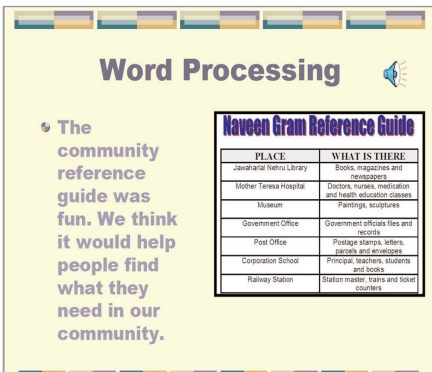 Word Processing
The
community
reference
guide was
fun. We think
it would help
people find
what they
need in our
community.
Naveen Gram Reference Guide
PLACE WHAT IS THERE
Jawaharlal Nehru Library Books, magazines and
newspapers
Mother Teresa Hospital Doctors, nurses, medication
and health education classes
Museum Paintings, sculptures
Government Office Government officials files and
records
Post Office Postage stamps, letters,
parcels and envelopes
Corporation School Principal, teachers, students
and books
Railway Station Station master, trains and ticket
counters